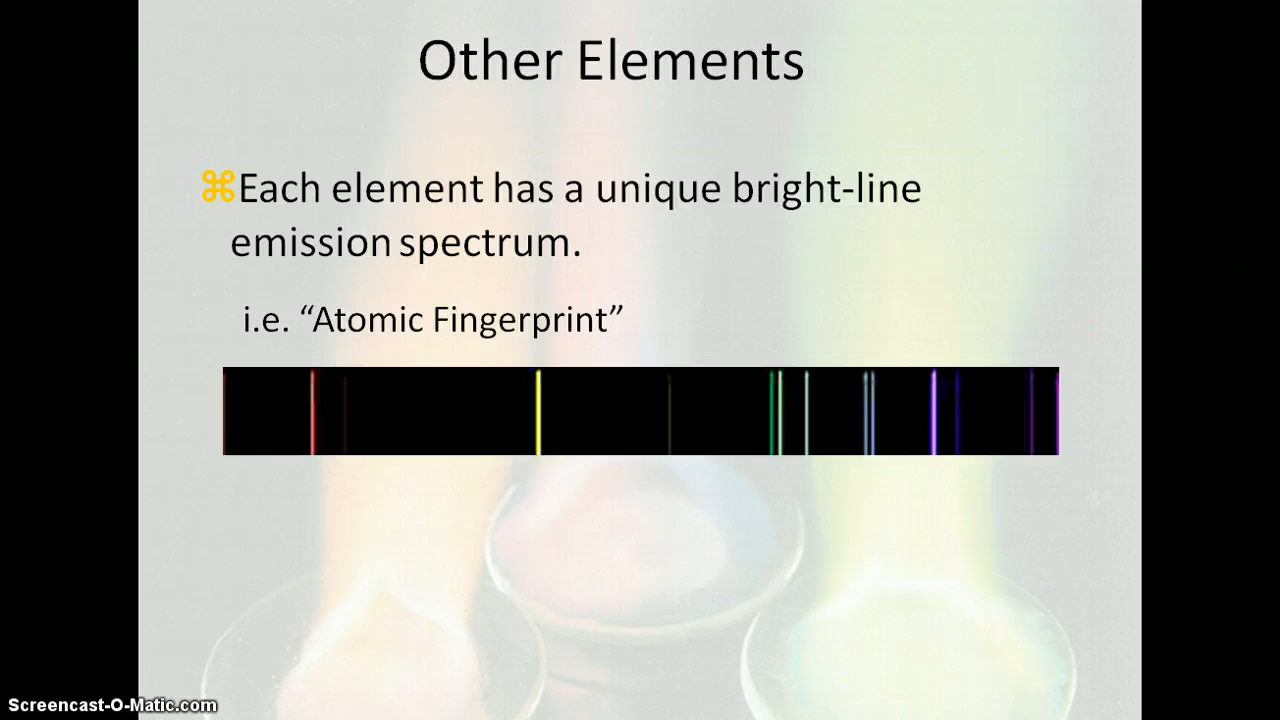 Other Elements
⌘Each element has a unique bright-line
emission spectrum.
i.e. “Atomic Fingerprint”
Screencast-O-Matic.com